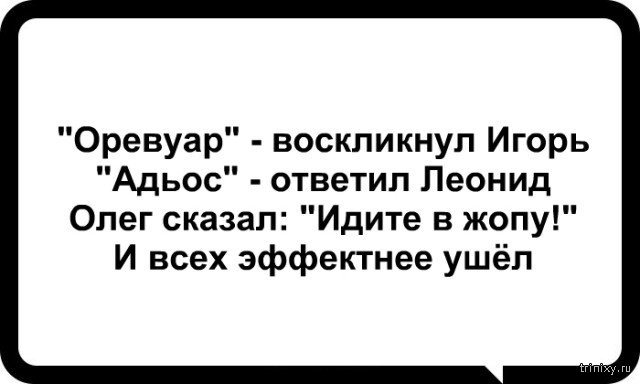 "Оревуар" - воскликнул Игорь
"Адьос" - ответил Леонид
Олег сказал: "Идите в жопу!"
И всех эффектнее ушёл
trinixy.ru